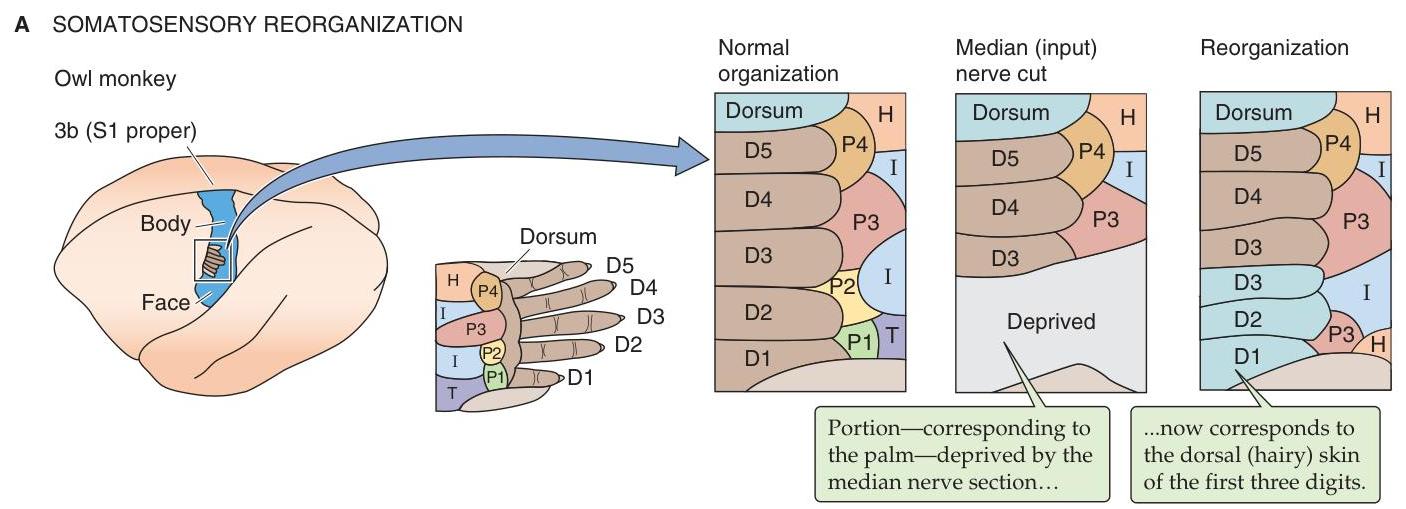 A SOMATOSENSORY REORGANIZATION
Owl monkey
3b (S1 proper)
Body
Face
Dorsum
D5
D4
D3
D2
D1
H
P4
I
P3
I
P2
P1
T
Normal
organization
Dorsum
H
D5
P4
I
D4
P3
D3
I
P2
D2
P1
T
D1
Median (input)
nerve cut
Dorsum
H
D5
P4
I
D4
P3
D3
Deprived
Portion—corresponding to
the palm—deprived by the
median nerve section…
Reorganization
Dorsum
H
D5
P4
I
D4
P3
D3
D3
I
D2
P3
H
D1
...now corresponds to
the dorsal (hairy) skin
of the first three digits.